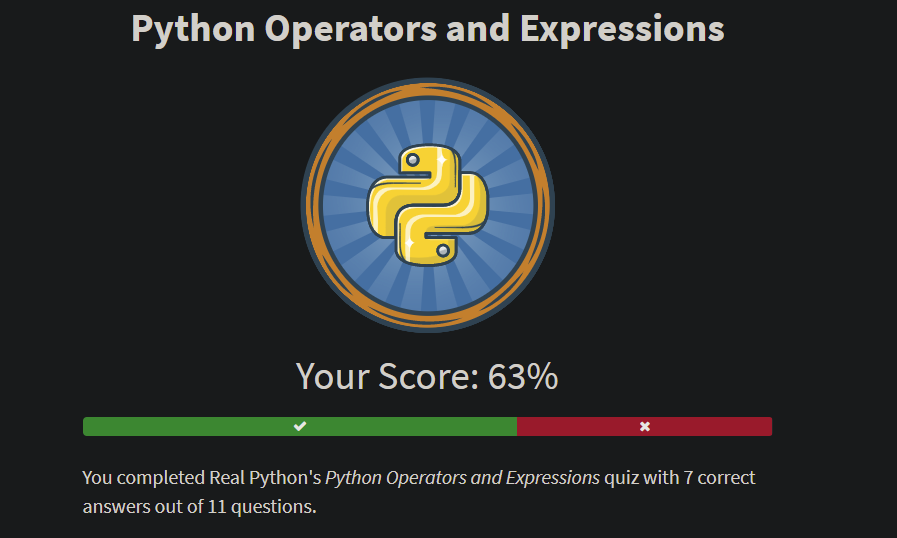 Python Operators and Expressions
Your Score: 63%
You completed Real Python's Python Operators and Expressions quiz with 7 correct
answers out of 11 questions.